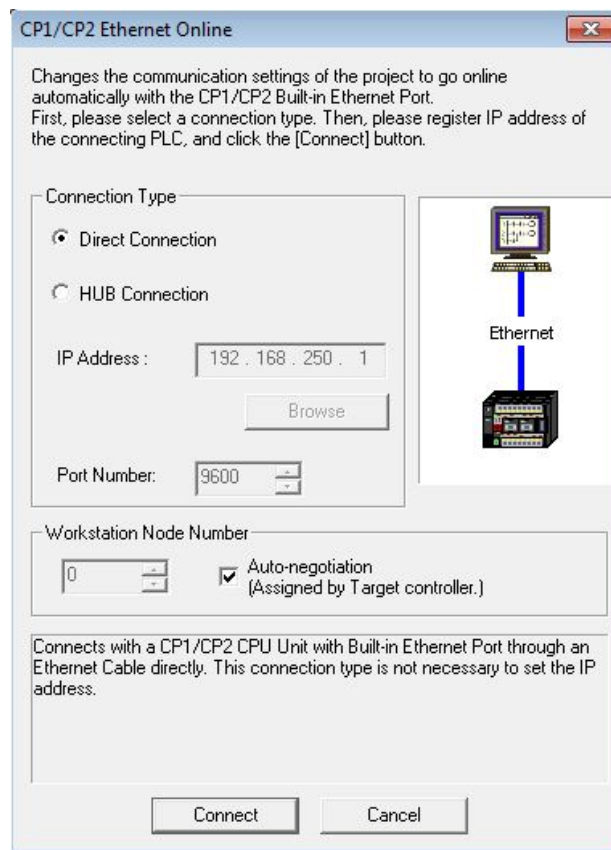 CP1/CP2 Ethernet Online
Changes the communication settings of the project to go online
automatically with the CP1/CP2 Built-in Ethernet Port.
First, please select a connection type. Then, please register IP address of
the connecting PLC, and click the [Connect] button.
Connection Type
Direct Connection
HUB Connection
IP Address :
192 . 168 . 250 . 1
Browse
Port Number:
9600
Ethernet
Workstation Node Number
0
Auto-negotiation
(Assigned by Target controller.)
Connects with a CP1/CP2 CPU Unit with Built-in Ethernet Port through an
Ethernet Cable directly. This connection type is not necessary to set the IP
address.
Connect
Cancel